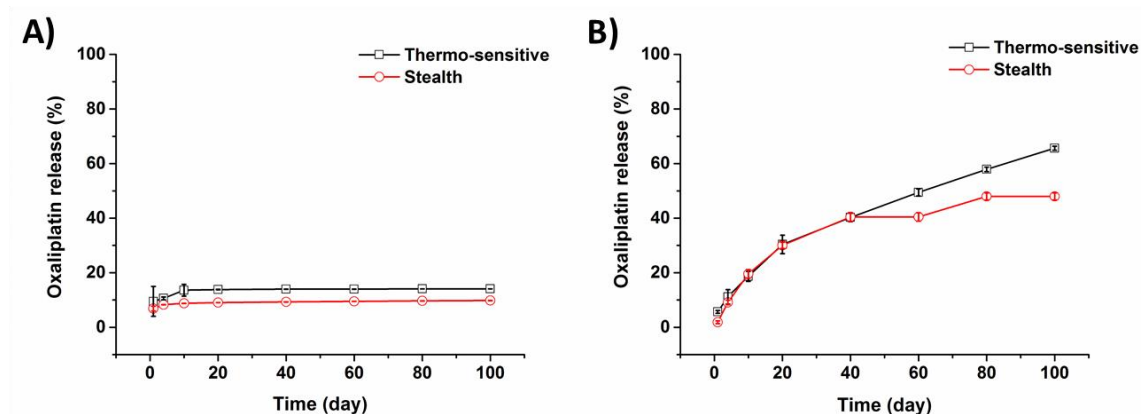 A)
Thermo-sensitive
Stealth
100
80
60
40
20
0
Oxaliplatin release (%)
0 20 40 60 80 100
Time (day)
B)
Thermo-sensitive
Stealth
100
80
60
40
20
0
Oxaliplatin release (%)
0 20 40 60 80 100
Time (day)